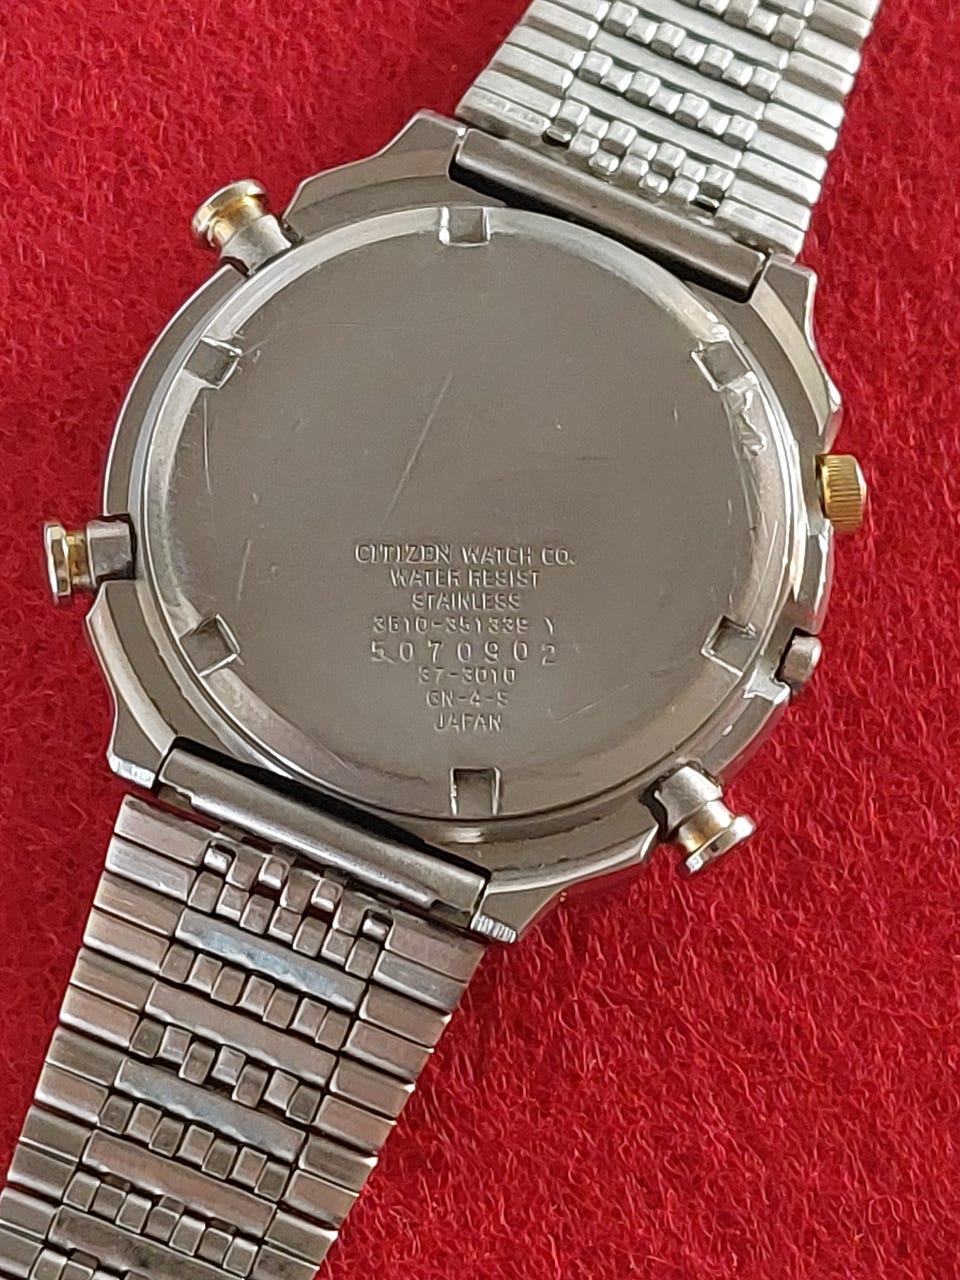 CITIZEN WATCH CO.
WATER RESIST
STAINLESS
3510-351339 Y
5070902
37-3010
GN-4-S
JAPAN